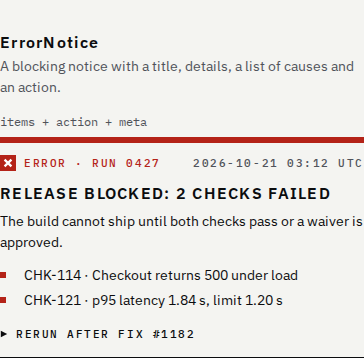 ErrorNotice
A blocking notice with a title, details, a list of causes and
an action.
items + action + meta
ERROR · RUN 0427 2026-10-21 03:12 UTC
RELEASE BLOCKED: 2 CHECKS FAILED
The build cannot ship until both checks pass or a waiver is
approved.
CHK-114 · Checkout returns 500 under load
CHK-121 · p95 latency 1.84 s, limit 1.20 s
▸ RERUN AFTER FIX #1182